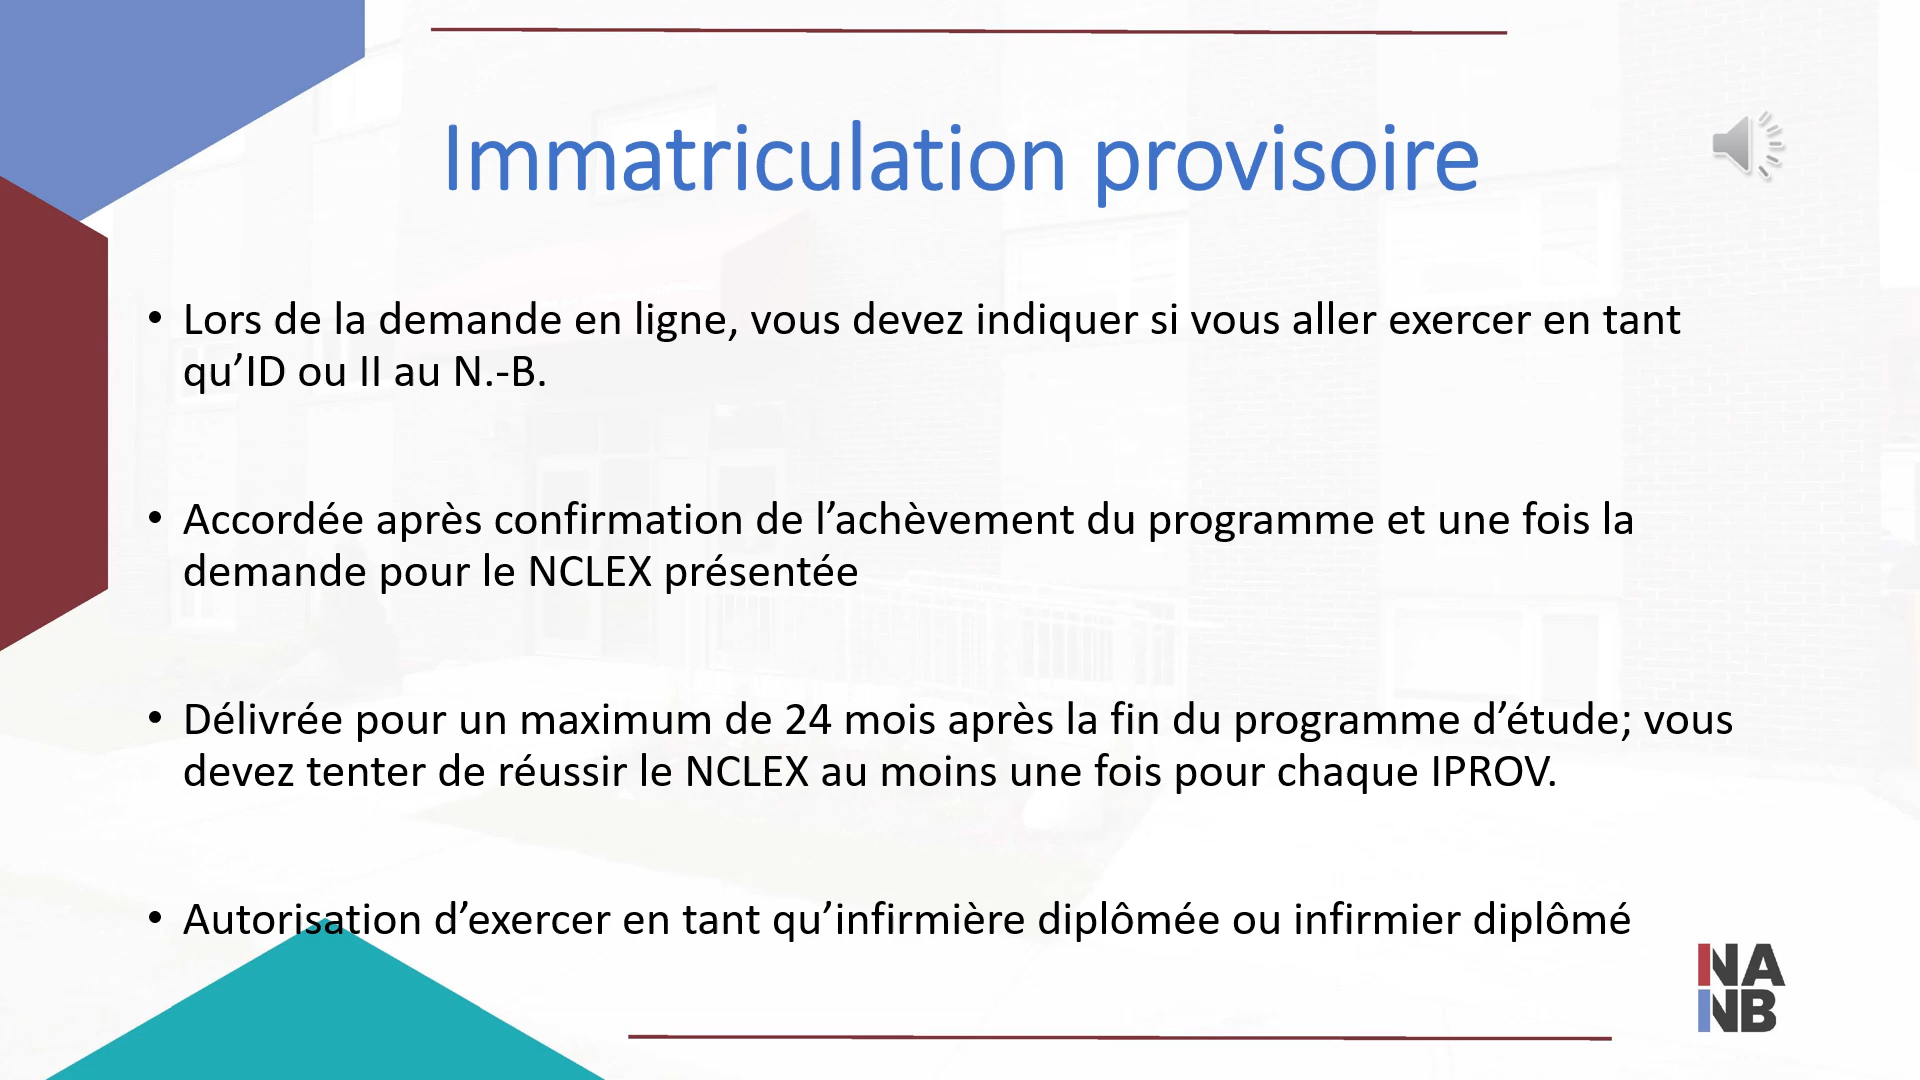 Immatriculation provisoire
• Lors de la demande en ligne, vous devez indiquer si vous aller exercer en tant
qu’ID ou II au N.-B.
• Accordée après confirmation de l’achèvement du programme et une fois la
demande pour le NCLEX présentée
• Délivrée pour un maximum de 24 mois après la fin du programme d’étude; vous
devez tenter de réussir le NCLEX au moins une fois pour chaque IPROV.
• Autorisation d’exercer en tant qu’infirmière diplômée ou infirmier diplômé
NA
NB